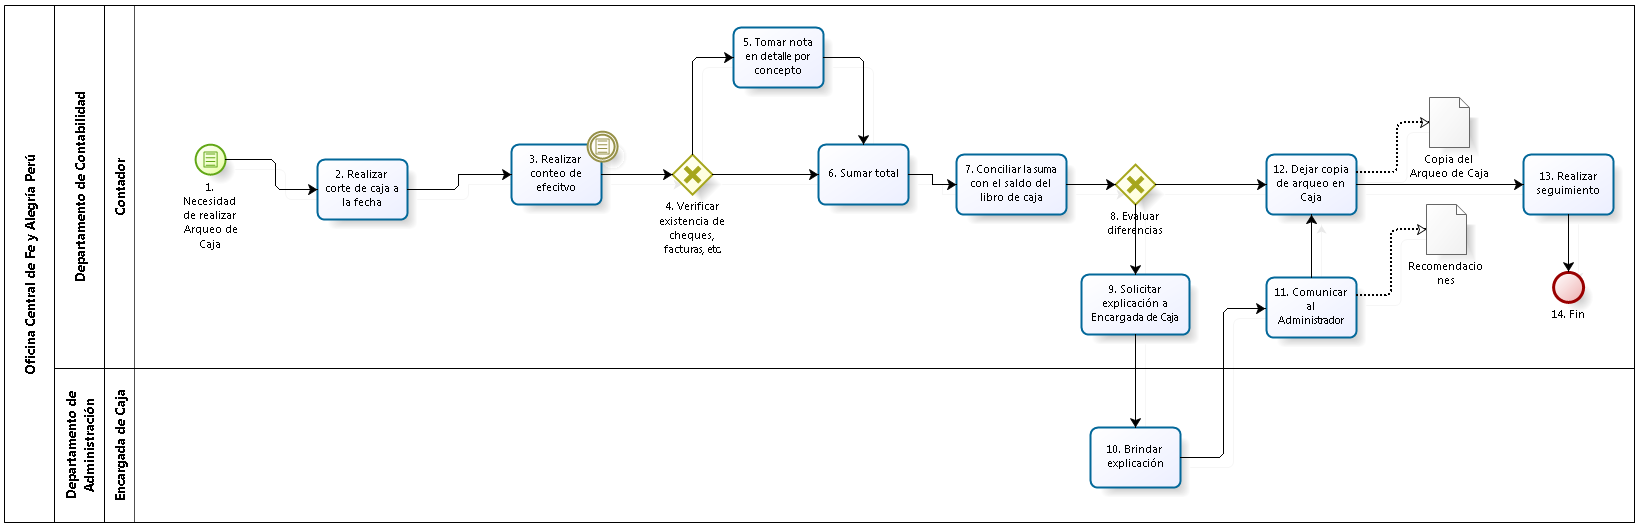 Oficina Central de Fe y Alegría Perú
Departamento de Contabilidad
Contador
1.
Necesidad
de realizar
Arqueo de
Caja
2. Realizar
corte de caja a
la fecha
3. Realizar
conteo de
efecitvo
4. Verificar
existencia de
cheques,
facturas, etc.
5. Tomar nota
en detalle por
concepto
6. Sumar total
7. Conciliar la suma
con el saldo del
libro de caja
8. Evaluar
diferencias
9. Solicitar
explicación a
Encargada de Caja
12. Dejar copia
de arqueo en
Caja
Copia del
Arqueo de Caja
11. Comunicar
al
Administrador
Recomendacio
nes
13. Realizar
seguimiento
14. Fin
Departamento de
Administración
Encargada de Caja
10. Brindar
explicación